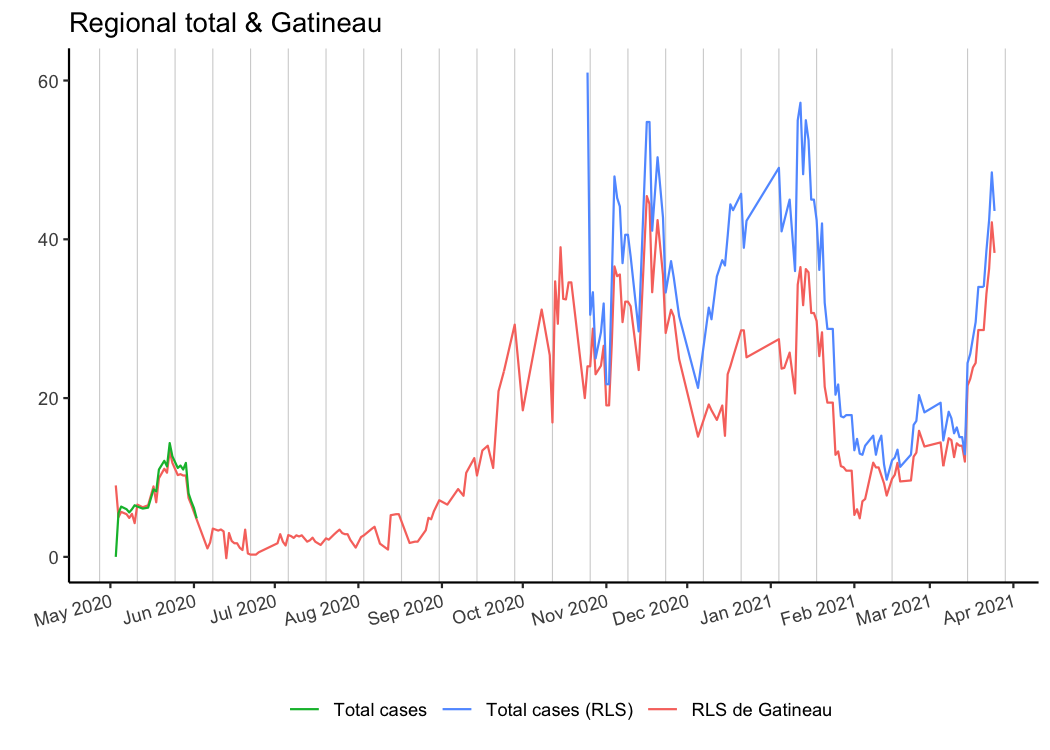 Regional total & Gatineau
60
40
20
0
May 2020 Jun 2020 Jul 2020 Aug 2020 Sep 2020 Oct 2020 Nov 2020 Dec 2020 Jan 2021 Feb 2021 Mar 2021 Apr 2021
Total cases Total cases (RLS) RLS de Gatineau